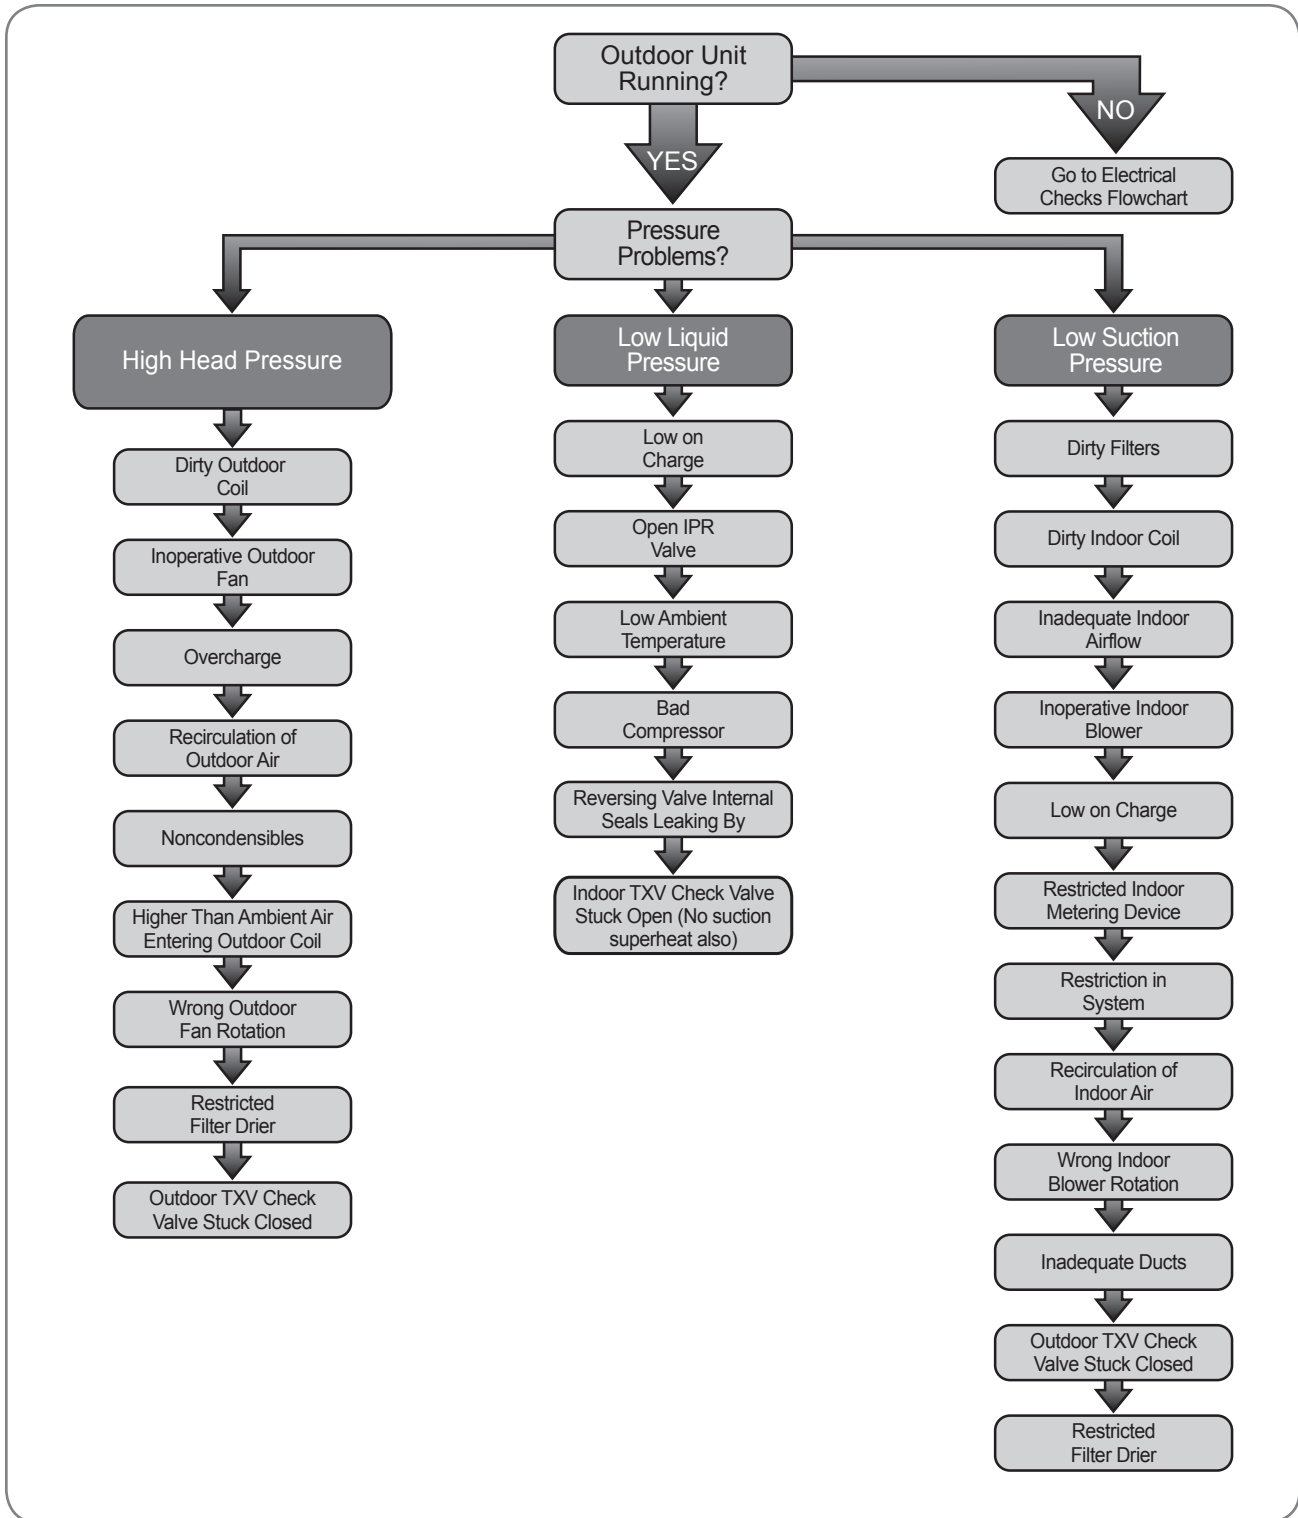 Outdoor Unit
Running?
NO
YES
Go to Electrical
Checks Flowchart
Pressure
Problems?
High Head Pressure
Dirty Outdoor
Coil
Inoperative Outdoor
Fan
Overcharge
Recirculation of
Outdoor Air
Noncondensibles
Higher Than Ambient Air
Entering Outdoor Coil
Wrong Outdoor
Fan Rotation
Restricted
Filter Drier
Outdoor TXV Check
Valve Stuck Closed
Low Liquid
Pressure
Low on
Charge
Open IPR
Valve
Low Ambient
Temperature
Bad
Compressor
Reversing Valve Internal
Seals Leaking By
Indoor TXV Check Valve
Stuck Open (No suction
superheat also)
Low Suction
Pressure
Dirty Filters
Dirty Indoor Coil
Inadequate Indoor
Airflow
Inoperative Indoor
Blower
Low on Charge
Restricted Indoor
Metering Device
Restriction in
System
Recirculation of
Indoor Air
Wrong Indoor
Blower Rotation
Inadequate Ducts
Outdoor TXV Check
Valve Stuck Closed
Restricted
Filter Drier